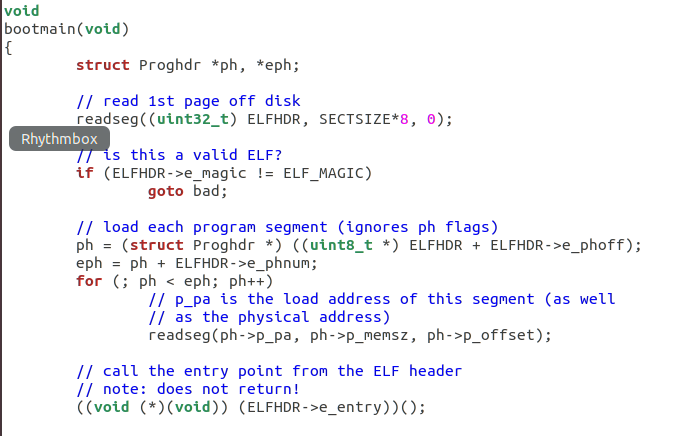 void
bootmain(void)
{
        struct Proghdr *ph, *eph;
        // read 1st page off disk
        readseg((uint32_t) ELFHDR, SECTSIZE*8, 0);
Rhythmbox
        // is this a valid ELF?
        if (ELFHDR->e_magic != ELF_MAGIC)
                goto bad;
        // load each program segment (ignores ph flags)
        ph = (struct Proghdr *) ((uint8_t *) ELFHDR + ELFHDR->e_phoff);
        eph = ph + ELFHDR->e_phnum;
        for (; ph < eph; ph++)
                // p_pa is the load address of this segment (as well
                // as the physical address)
                readseg(ph->p_pa, ph->p_memsz, ph->p_offset);
        // call the entry point from the ELF header
        // note: does not return!
        ((void (*)(void)) (ELFHDR->e_entry))();